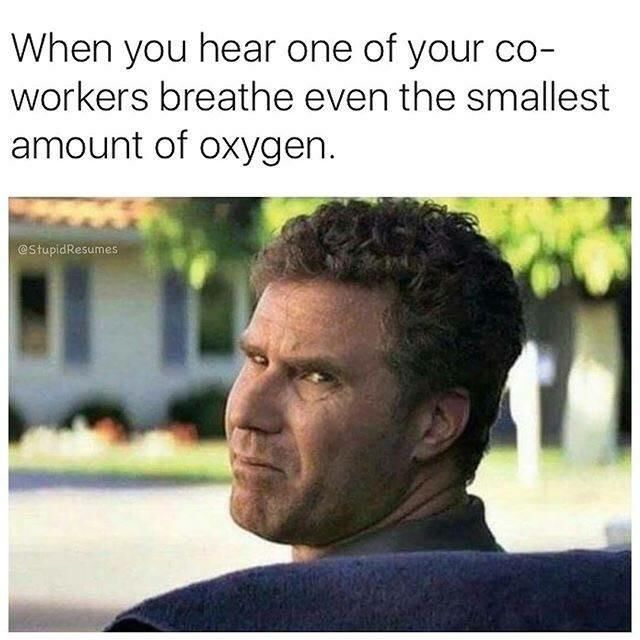 When you hear one of your co-
workers breathe even the smallest
amount of oxygen.
@StupidResumes